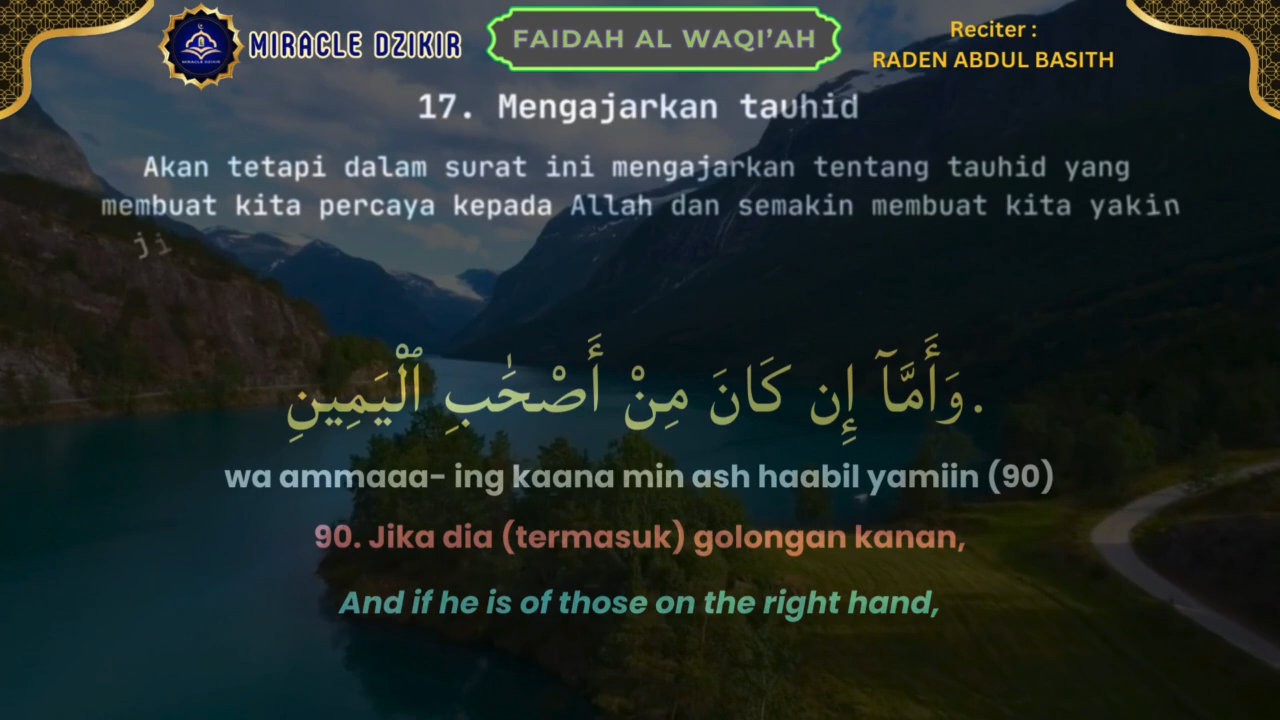 MIRACLE DZIKIR
FAIDAH AL WAQI’AH
Reciter :
RADEN ABDUL BASITH
17. Mengajarkan tauhid
Akan tetapi dalam surat ini mengajarkan tentang tauhid yang
membuat kita percaya kepada Allah dan semakin membuat kita yakin
ji
وَأَمَّآ إِن كَانَ مِنْ أَصْحَٰبِ ٱلْيَمِينِ.
wa ammaaa- ing kaana min ash haabil yamiin (90)
90. Jika dia (termasuk) golongan kanan,
And if he is of those on the right hand,